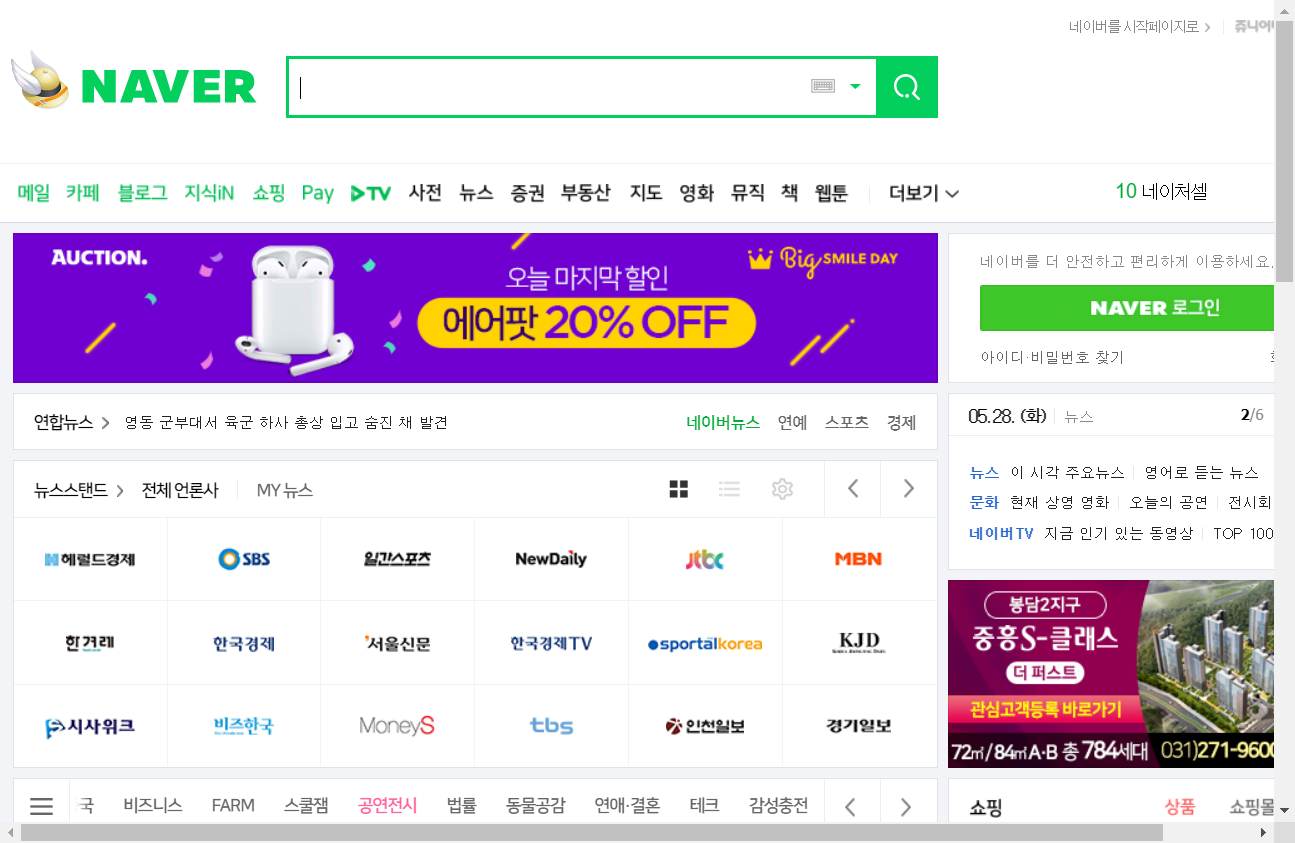 네이버를 시작페이지로
쥬니어
NAVER
메일 카페 블로그 지식iN 쇼핑 Pay TV 사전 뉴스 증권 부동산 지도 영화 뮤직 책 웹툰 더보기
10 네이처셀
AUCTION.
오늘 마지막 할인
에어팟 20% OFF
Big SMILE DAY
네이버를 더 안전하고 편리하게 이용하세요.
NAVER 로그인
아이디·비밀번호 찾기
연합뉴스 영동 군부대서 육군 하사 총상 입고 숨진 채 발견
네이버뉴스 연예 스포츠 경제
05.28. (화) 뉴스 2/6
뉴스 이 시각 주요뉴스 영어로 듣는 뉴스
문화 현재 상영 영화 오늘의 공연 전시회
네이버TV 지금 인기 있는 동영상 TOP 100
뉴스스탠드 전체 언론사 MY 뉴스
헤럴드경제 SBS 일간스포츠 NewDaily jtbc MBN
한겨레 한국경제 서울신문 한국경제TV sportalkorea KJD
시사위크 비즈한국 MoneyS tbs 인천일보 경기일보
봉담2지구
중흥S-클래스
더 퍼스트
관심고객등록 바로가기
72㎡/84㎡A·B 총 784세대 031)271-9600
국 비즈니스 FARM 스쿨잼 공연전시 법률 동물공감 연애·결혼 테크 감성충전
쇼핑 상품 쇼핑몰